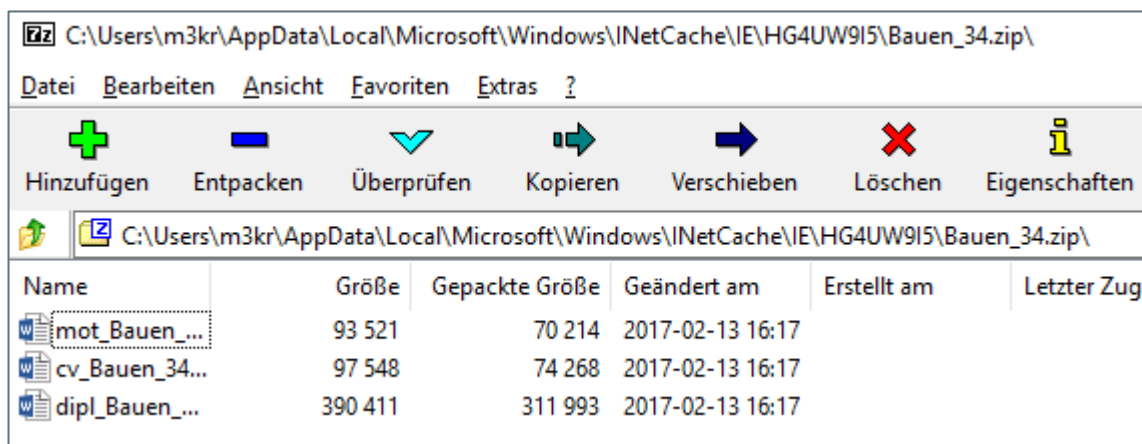 C:\Users\m3kr\AppData\Local\Microsoft\Windows\INetCache\IE\HG4UW9I5\Bauen_34.zip\
Datei Bearbeiten Ansicht Favoriten Extras ?
Hinzufügen Entpacken Überprüfen Kopieren Verschieben Löschen Eigenschaften
C:\Users\m3kr\AppData\Local\Microsoft\Windows\INetCache\IE\HG4UW9I5\Bauen_34.zip\
Name Größe Gepackte Größe Geändert am Erstellt am Letzter Zug
mot_Bauen_... 93 521 70 214 2017-02-13 16:17
cv_Bauen_34... 97 548 74 268 2017-02-13 16:17
dipl_Bauen_... 390 411 311 993 2017-02-13 16:17